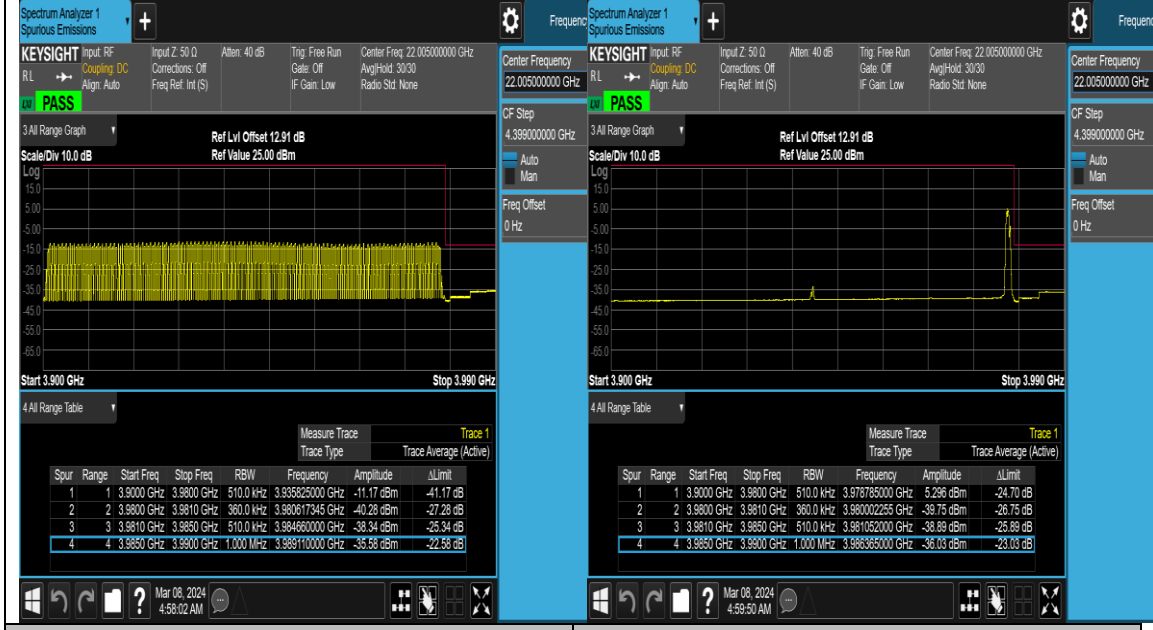 Spectrum Analyzer 1
Spurious Emissions
+
Frequenc
KEYSIGHT Input: RF Input Z: 50 Ω Atten: 40 dB Trig: Free Run Center Freq: 22.005000000 GHz
Coupling: DC Corrections: Off Gate: Off Avg|Hold: 30/30
RL Align: Auto Freq Ref: Int (S) IF Gain: Low Radio Std: None
LXI PASS
Center Frequency
22.005000000 GHz
CF Step
4.399000000 GHz
Auto
Man
Freq Offset
0 Hz
3 All Range Graph
Ref Lvl Offset 12.91 dB
Scale/Div 10.0 dB Ref Value 25.00 dBm
Log
15.0
5.00
-5.00
-15.0
-25.0
-35.0
-45.0
-55.0
-65.0
Start 3.900 GHz Stop 3.990 GHz
4 All Range Table
Measure Trace Trace 1
Trace Type Trace Average (Active)
Spur Range Start Freq Stop Freq RBW Frequency Amplitude ΔLimit
1 1 3.9000 GHz 3.9800 GHz 510.0 kHz 3.935825000 GHz -11.17 dBm -41.17 dB
2 2 3.9800 GHz 3.9810 GHz 360.0 kHz 3.980617345 GHz -40.28 dBm -27.28 dB
3 3 3.9810 GHz 3.9850 GHz 510.0 kHz 3.984660000 GHz -38.34 dBm -25.34 dB
4 4 3.9850 GHz 3.9900 GHz 1.000 MHz 3.989110000 GHz -35.58 dBm -22.58 dB
? Mar 08, 2024
4:58:02 AM
Spectrum Analyzer 1
Spurious Emissions
+
Frequenc
KEYSIGHT Input: RF Input Z: 50 Ω Atten: 40 dB Trig: Free Run Center Freq: 22.005000000 GHz
Coupling: DC Corrections: Off Gate: Off Avg|Hold: 30/30
RL Align: Auto Freq Ref: Int (S) IF Gain: Low Radio Std: None
LXI PASS
Center Frequency
22.005000000 GHz
CF Step
4.399000000 GHz
Auto
Man
Freq Offset
0 Hz
3 All Range Graph
Ref Lvl Offset 12.91 dB
Scale/Div 10.0 dB Ref Value 25.00 dBm
Log
15.0
5.00
-5.00
-15.0
-25.0
-35.0
-45.0
-55.0
-65.0
Start 3.900 GHz Stop 3.990 GHz
4 All Range Table
Measure Trace Trace 1
Trace Type Trace Average (Active)
Spur Range Start Freq Stop Freq RBW Frequency Amplitude ΔLimit
1 1 3.9000 GHz 3.9800 GHz 510.0 kHz 3.978785000 GHz 5.296 dBm -24.70 dB
2 2 3.9800 GHz 3.9810 GHz 360.0 kHz 3.980002255 GHz -39.75 dBm -26.75 dB
3 3 3.9810 GHz 3.9850 GHz 510.0 kHz 3.981052000 GHz -38.89 dBm -25.89 dB
4 4 3.9850 GHz 3.9900 GHz 1.000 MHz 3.986365000 GHz -36.03 dBm -23.03 dB
? Mar 08, 2024
4:59:50 AM